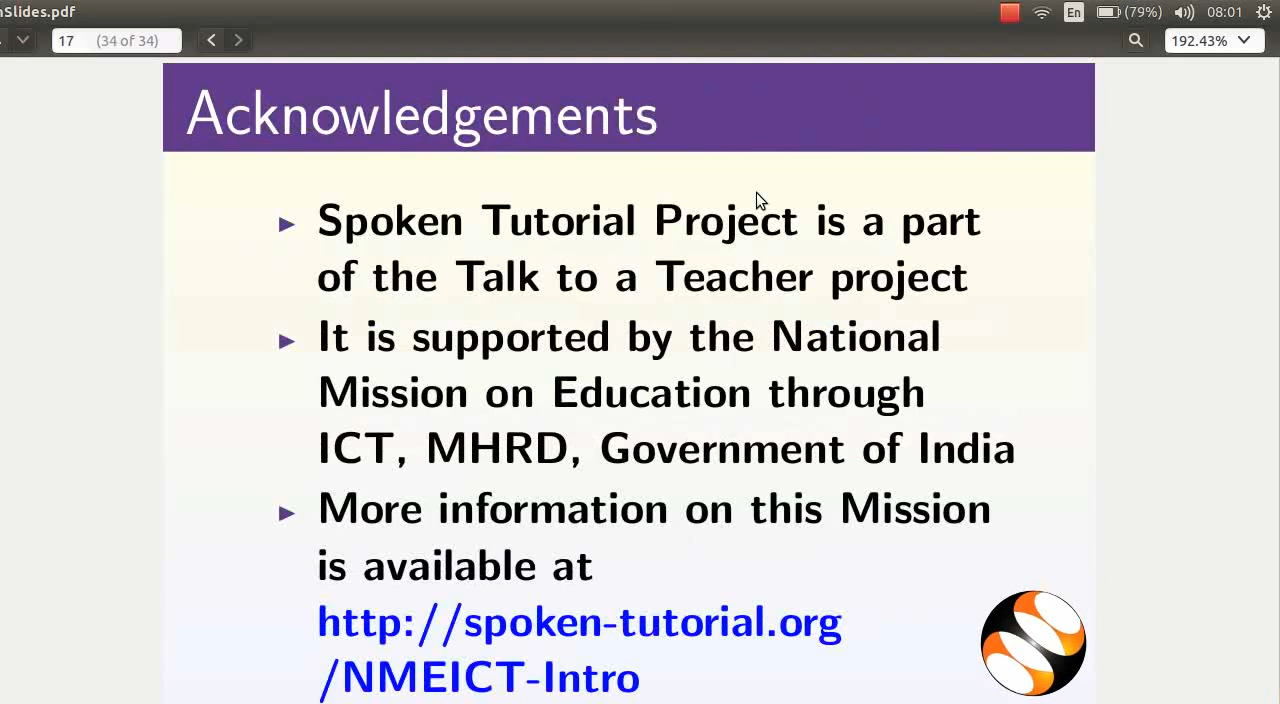 nSlides.pdf
En
(79%)
08:01
17 (34 of 34)
192.43%
Acknowledgements
Spoken Tutorial Project is a part
of the Talk to a Teacher project
It is supported by the National
Mission on Education through
ICT, MHRD, Government of India
More information on this Mission
is available at
http://spoken-tutorial.org
/NMEICT-Intro